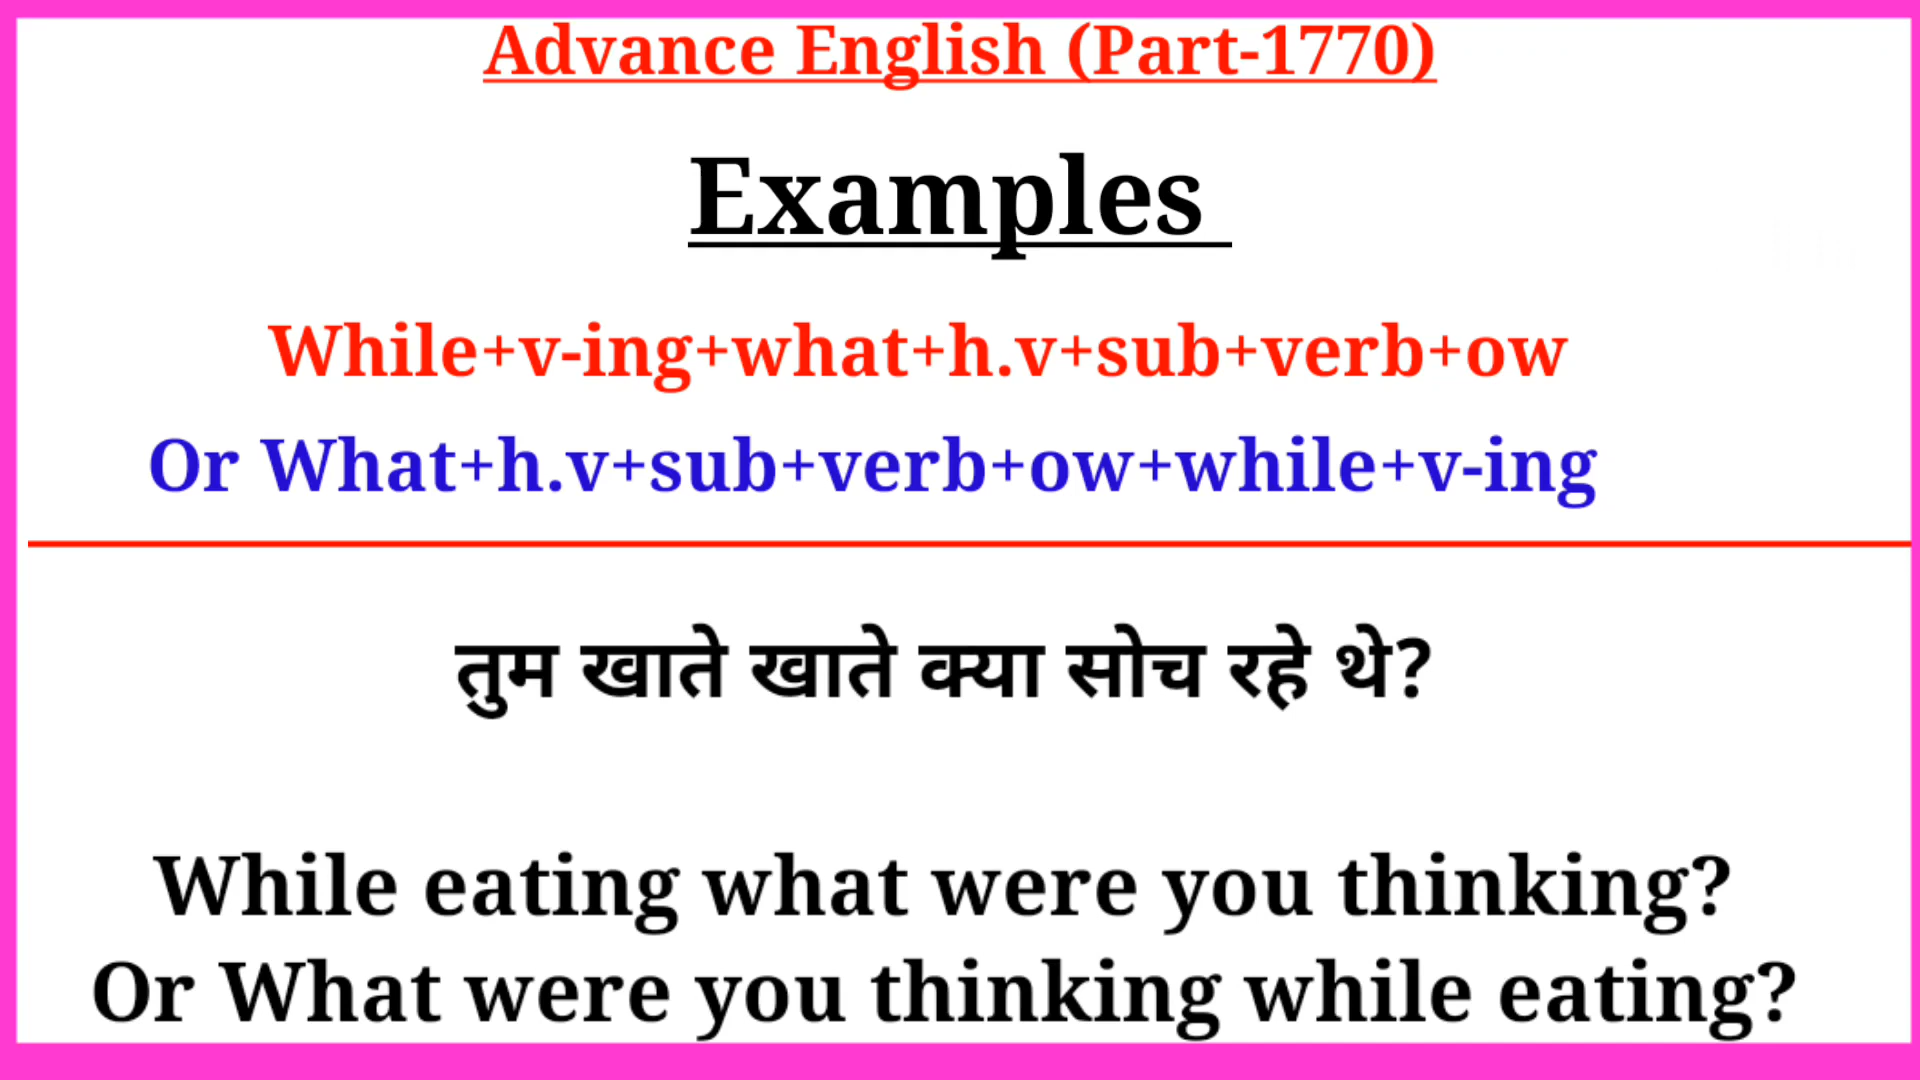 Advance English (Part-1770)
Examples
While+v-ing+what+h.v+sub+verb+ow
Or What+h.v+sub+verb+ow+while+v-ing
तुम खाते खाते क्या सोच रहे थे?
While eating what were you thinking?
Or What were you thinking while eating?